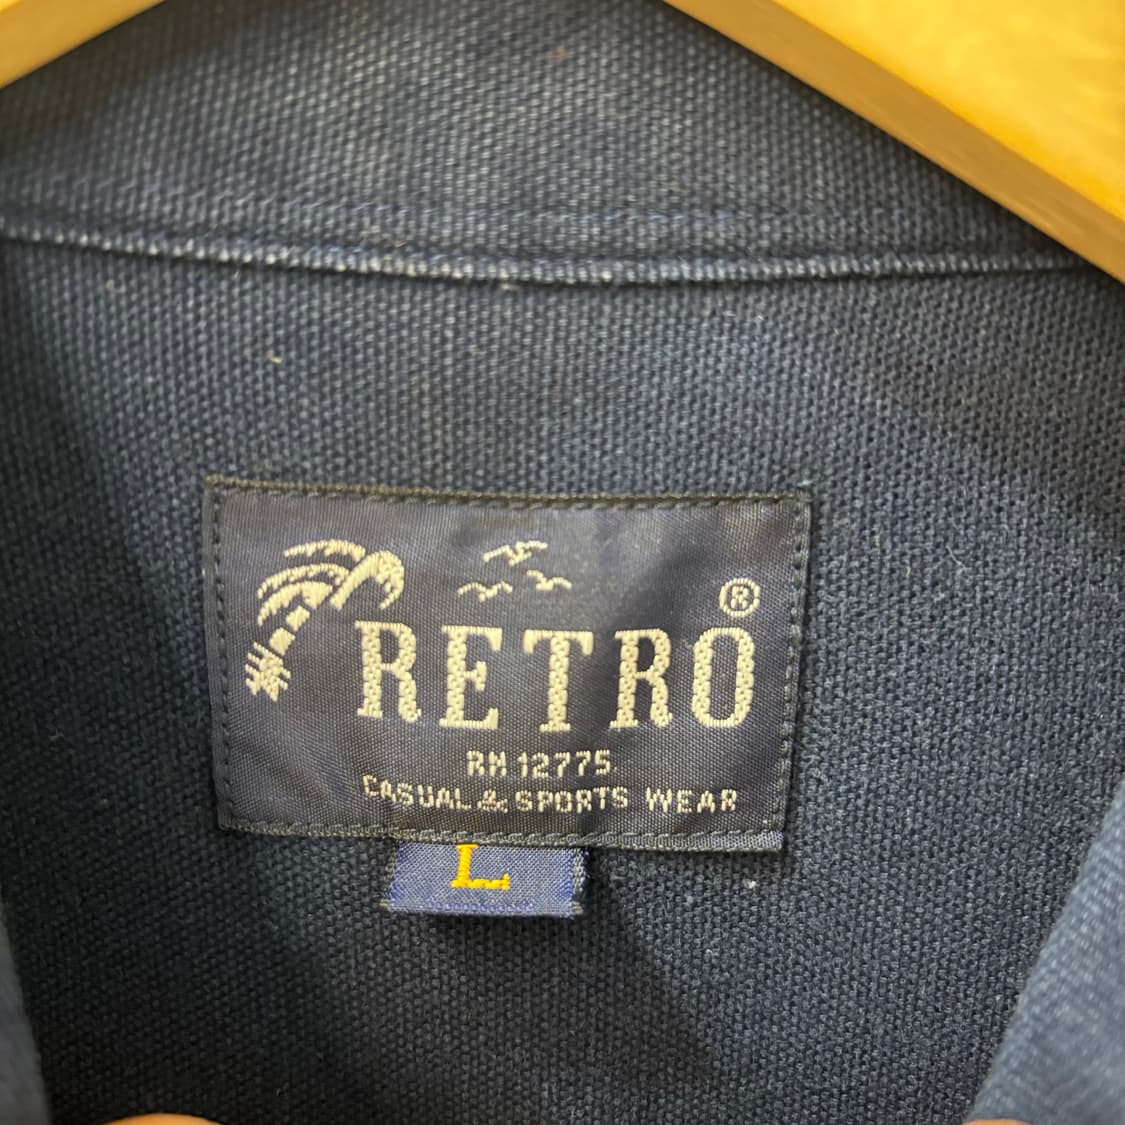 RETRO ®
RN 12775.
CASUAL & SPORTS WEAR
L